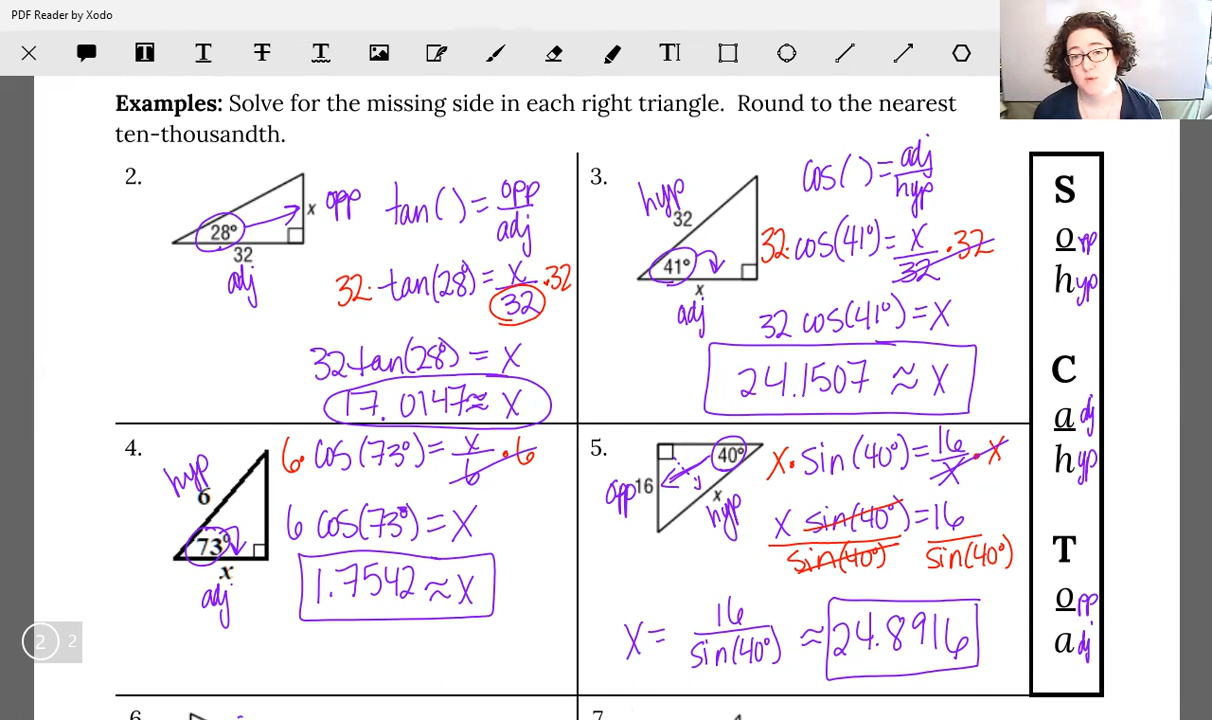 PDF Reader by Xodo
Examples: Solve for the missing side in each right triangle. Round to the nearest
ten-thousandth.
2.
28°
32
adj
x opp
tan( ) = opp/adj
32· tan(28°) = x/32 ·32
32 tan(28°) = x
17.0147 ≈ x
3.
hyp
32
41°
x
adj
cos( ) = adj/hyp
32· cos(41°) = x/32 ·32
32 cos(41°) = x
24.1507 ≈ x
4.
hyp
6
73°
x
adj
6· cos(73°) = x/6 ·6
6 cos(73°) = x
1.7542 ≈ x
5.
40°
opp 16
x
hyp
x· sin(40°) = 16/x ·x
x sin(40°) = 16
sin(40°) sin(40°)
x = 16/sin(40°) ≈ 24.8916
S
opp
hyp
C
adj
hyp
T
opp
adj
2 2
6.
7.